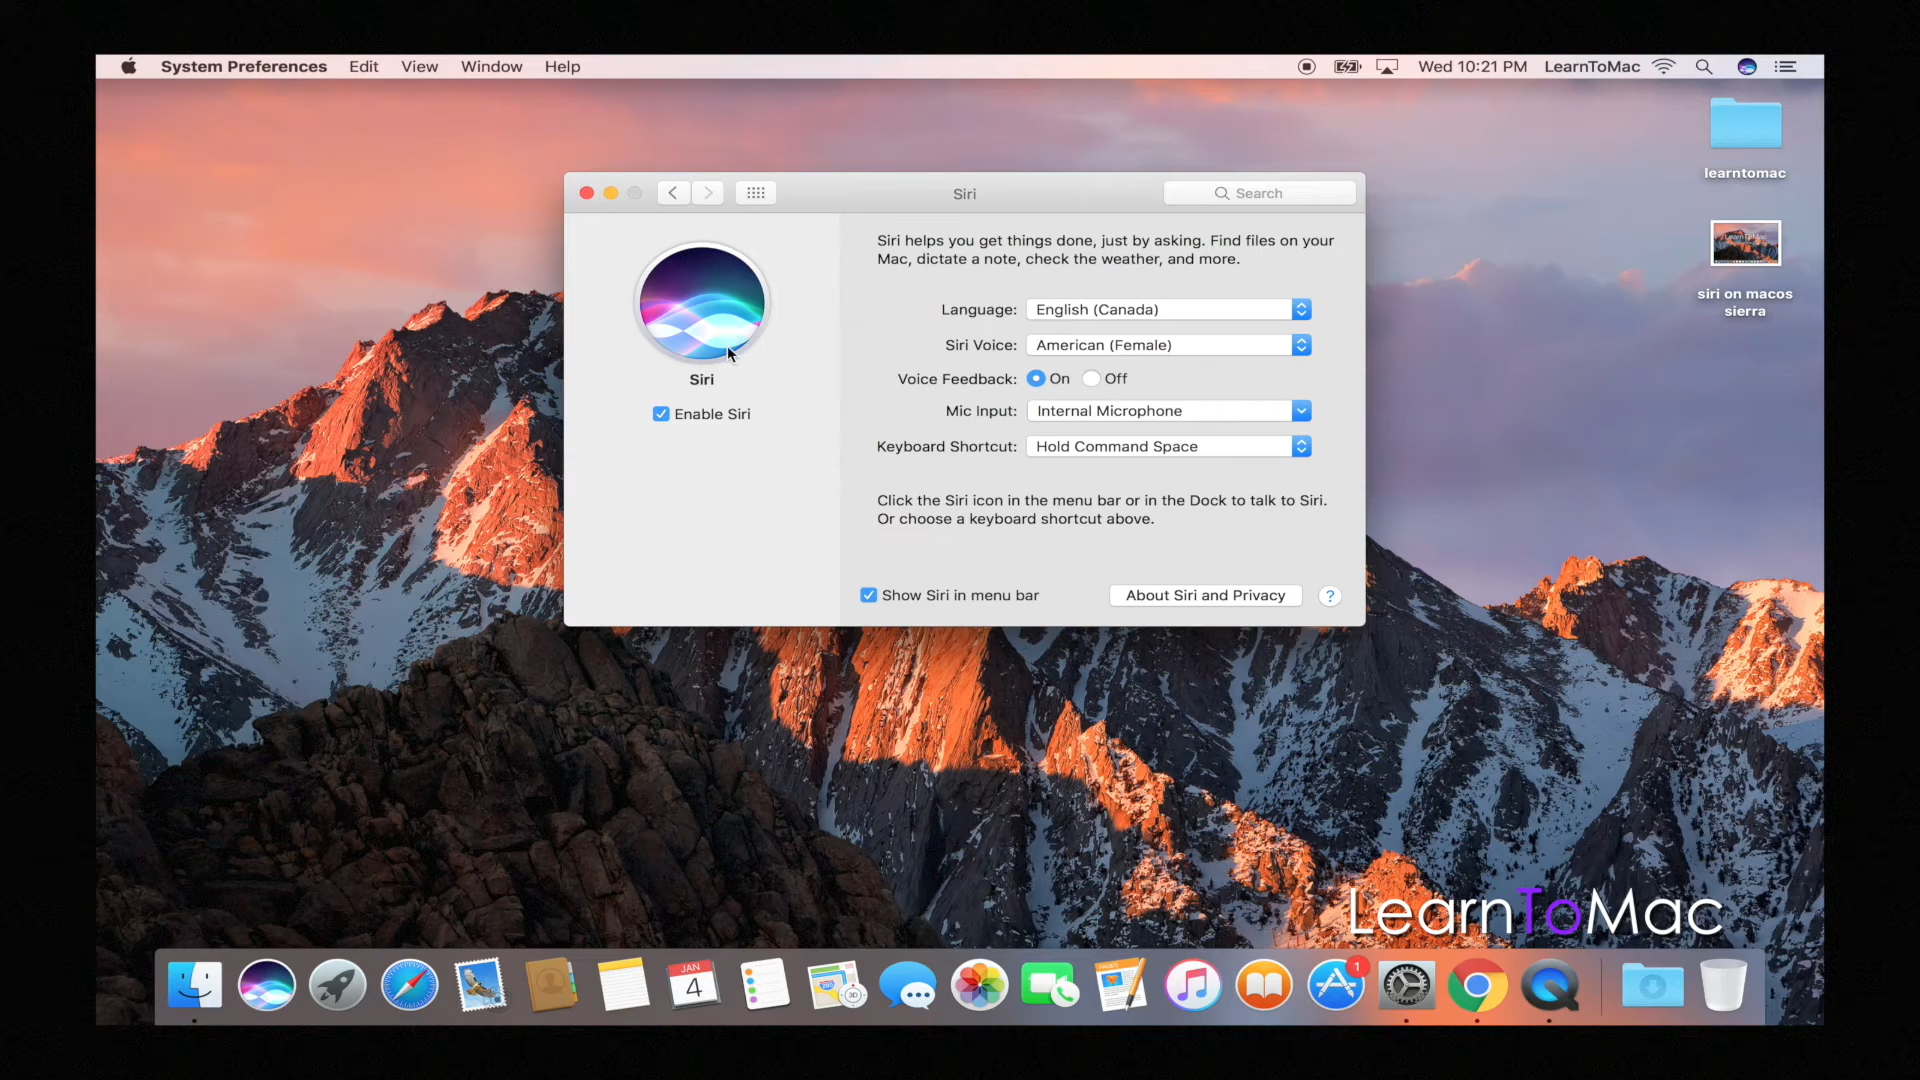 System Preferences Edit View Window Help
Wed 10:21 PM LearnToMac
learntomac
siri on macos
sierra
Siri
Search
Siri helps you get things done, just by asking. Find files on your
Mac, dictate a note, check the weather, and more.
Siri
Enable Siri
Language: English (Canada)
Siri Voice: American (Female)
Voice Feedback: On Off
Mic Input: Internal Microphone
Keyboard Shortcut: Hold Command Space
Click the Siri icon in the menu bar or in the Dock to talk to Siri.
Or choose a keyboard shortcut above.
Show Siri in menu bar
About Siri and Privacy ?
LearnToMac
JAN
4
3D
PAGES
1